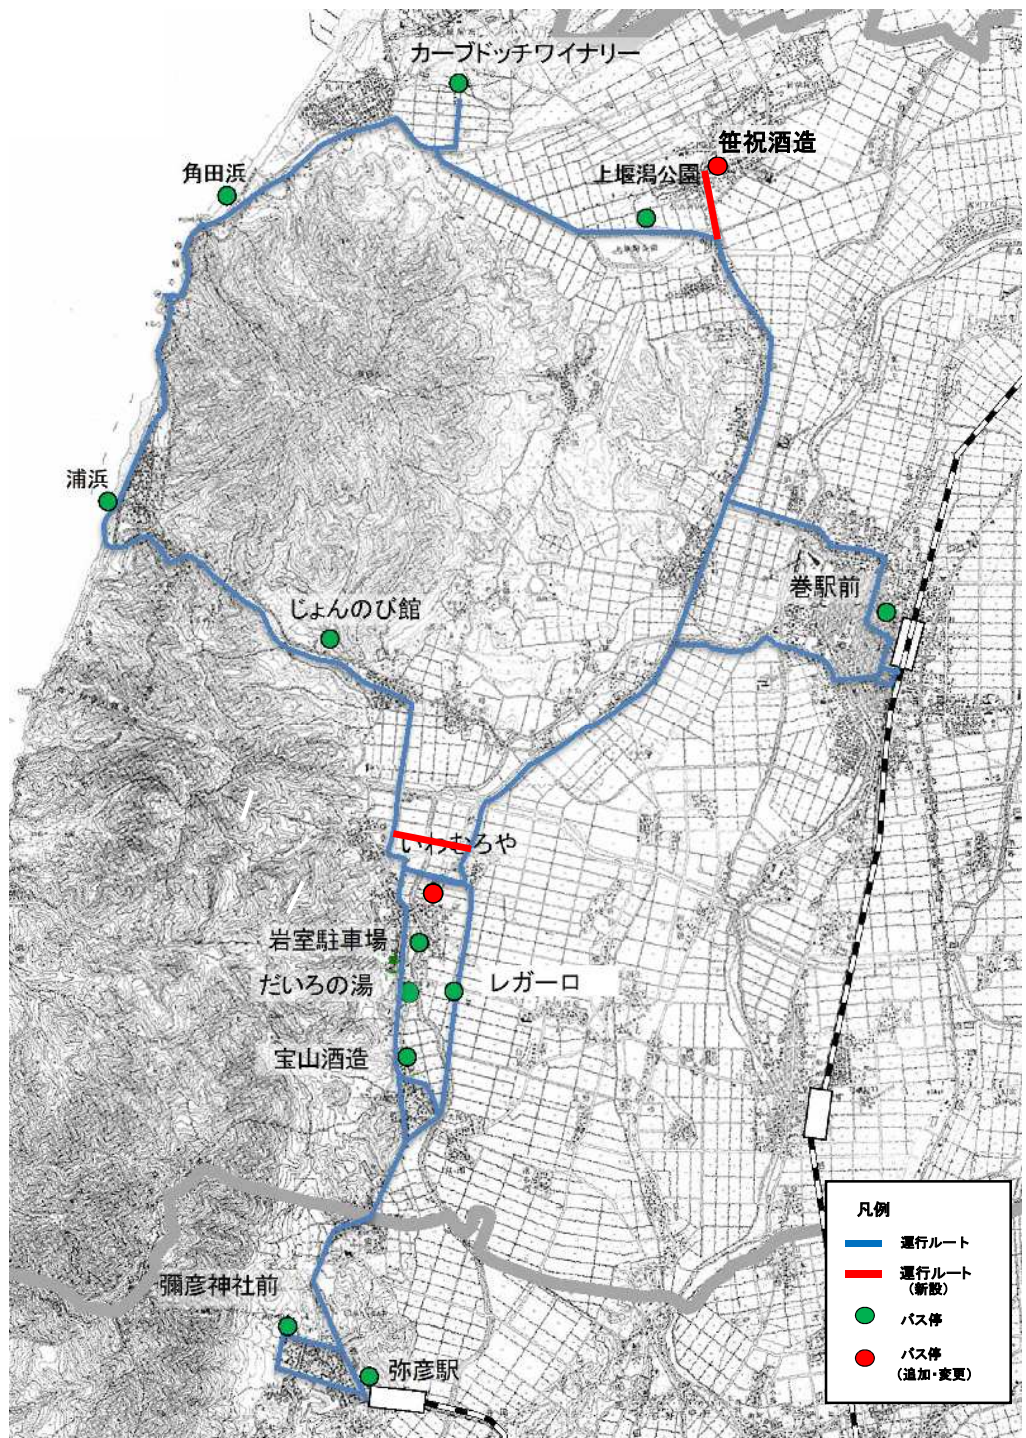 カーブドッチワイナリー
笹祝酒造
角田浜
上堰潟公園
浦浜
巻駅前
じょんのび館
いわむろや
岩室駐車場
だいろの湯
レガーロ
宝山酒造
彌彦神社前
弥彦駅
凡例
運行ルート
運行ルート
(新設)
バス停
バス停
(追加・変更)